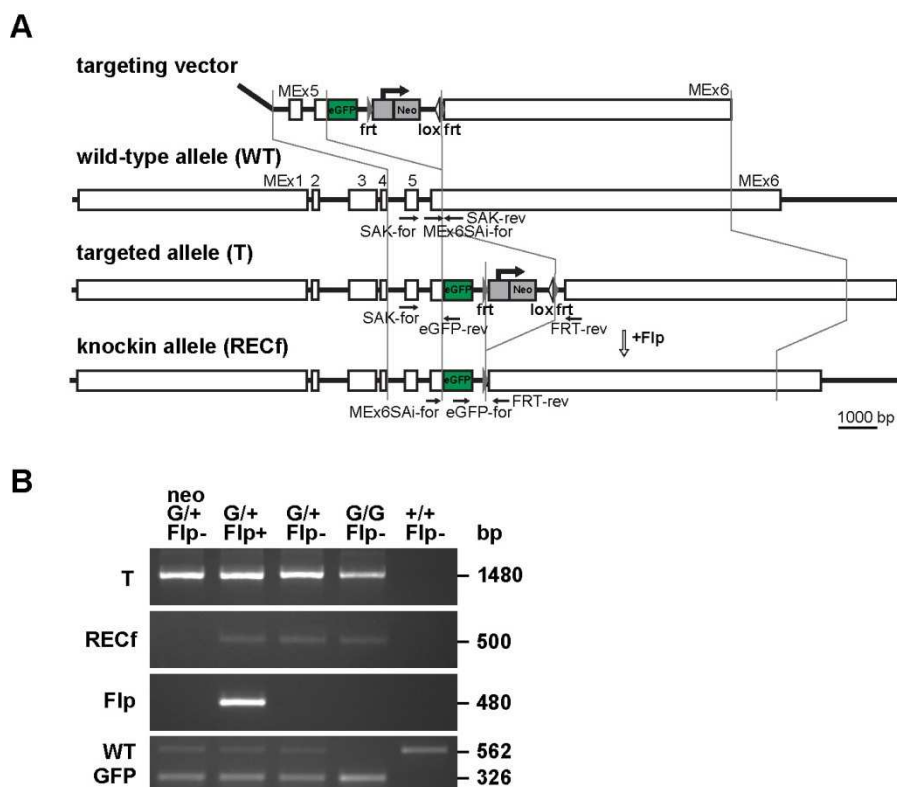 A
targeting vector
MEx5
eGFP
Neo
MEx6
frt
lox frt
wild-type allele (WT)
MEx1 2 3 4 5
MEx6
SAK-rev
SAK-for MEx6SAi-for
targeted allele (T)
eGFP
Neo
frt
lox frt
SAK-for
eGFP-rev
FRT-rev
+Flp
knockin allele (RECf)
eGFP
FRT-rev
MEx6SAi-for eGFP-for
1000 bp
B
neo
G/+ G/+ G/+ G/G +/+
Flp- Flp+ Flp- Flp- Flp- bp
T 1480
RECf 500
Flp 480
WT 562
GFP 326